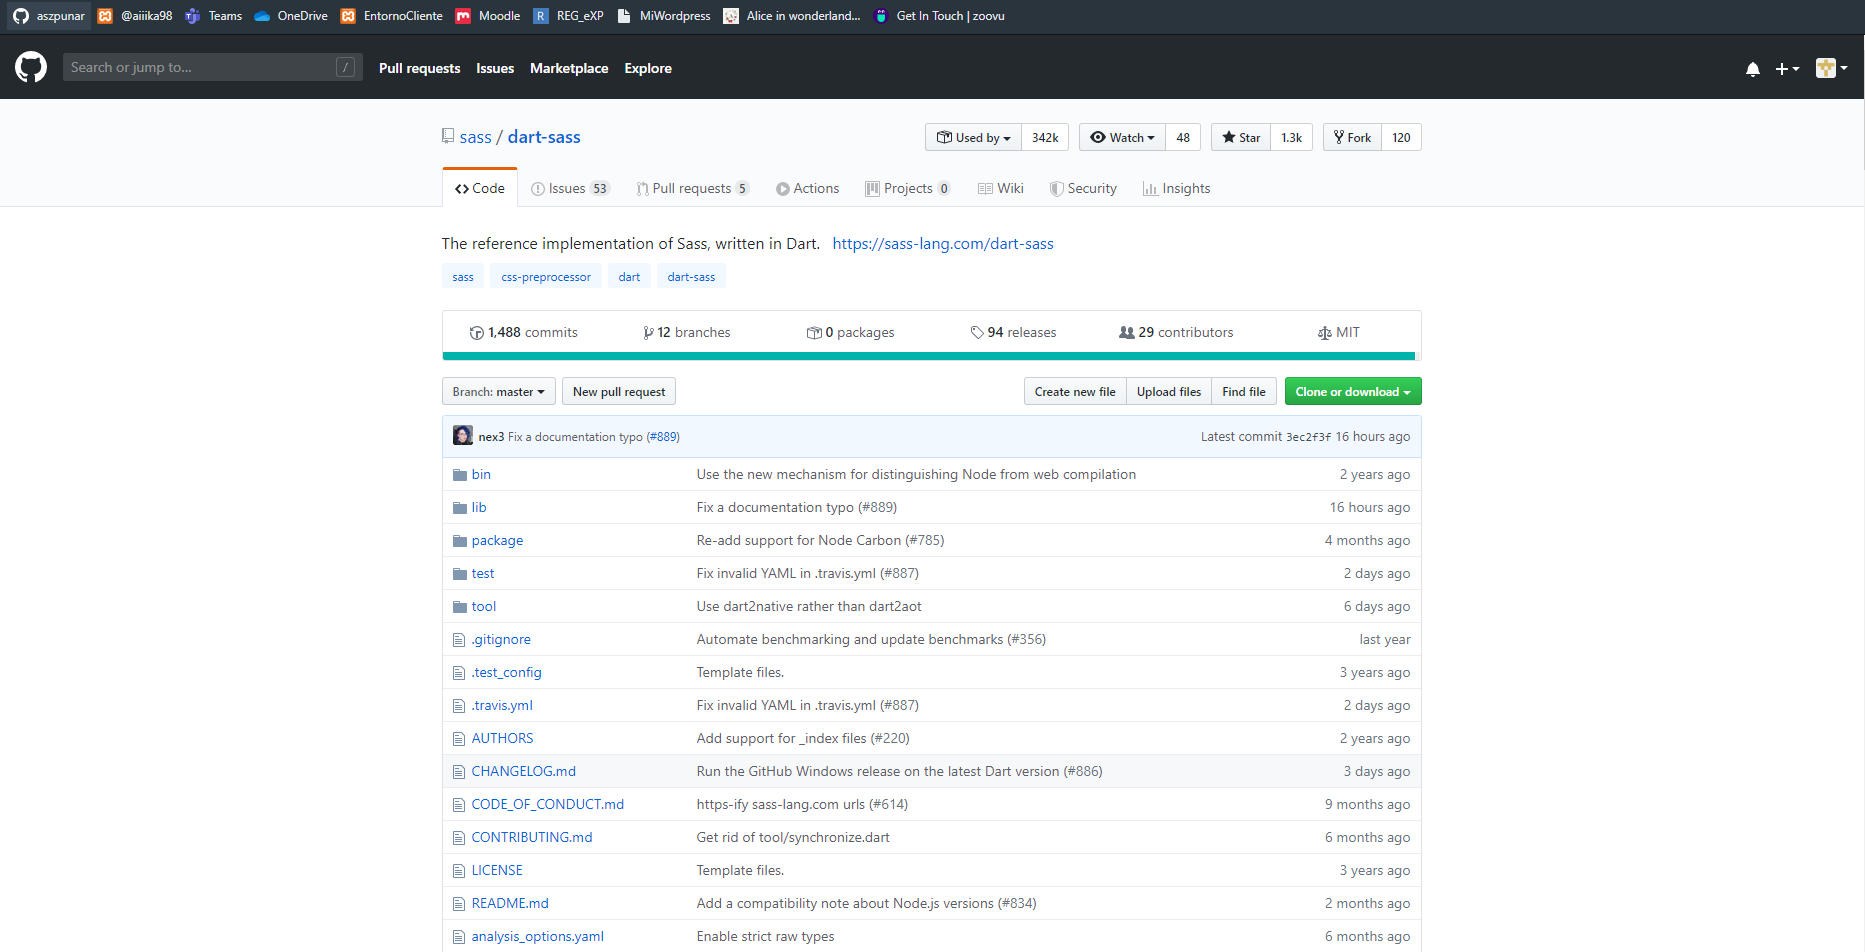 aszpunar @aiiika98 Teams OneDrive EntornoCliente Moodle REG_eXP MiWordpress Alice in wonderland... Get In Touch | zoovu
Search or jump to... / Pull requests Issues Marketplace Explore
sass / dart-sass Used by 342k Watch 48 Star 1.3k Fork 120
Code Issues 53 Pull requests 5 Actions Projects 0 Wiki Security Insights
The reference implementation of Sass, written in Dart. https://sass-lang.com/dart-sass
sass css-preprocessor dart dart-sass
1,488 commits 12 branches 0 packages 94 releases 29 contributors MIT
Branch: master New pull request Create new file Upload files Find file Clone or download
nex3 Fix a documentation typo (#889) Latest commit 3ec2f3f 16 hours ago
bin Use the new mechanism for distinguishing Node from web compilation 2 years ago
lib Fix a documentation typo (#889) 16 hours ago
package Re-add support for Node Carbon (#785) 4 months ago
test Fix invalid YAML in .travis.yml (#887) 2 days ago
tool Use dart2native rather than dart2aot 6 days ago
.gitignore Automate benchmarking and update benchmarks (#356) last year
.test_config Template files. 3 years ago
.travis.yml Fix invalid YAML in .travis.yml (#887) 2 days ago
AUTHORS Add support for _index files (#220) 2 years ago
CHANGELOG.md Run the GitHub Windows release on the latest Dart version (#886) 3 days ago
CODE_OF_CONDUCT.md https-ify sass-lang.com urls (#614) 9 months ago
CONTRIBUTING.md Get rid of tool/synchronize.dart 6 months ago
LICENSE Template files. 3 years ago
README.md Add a compatibility note about Node.js versions (#834) 2 months ago
analysis_options.yaml Enable strict raw types 6 months ago